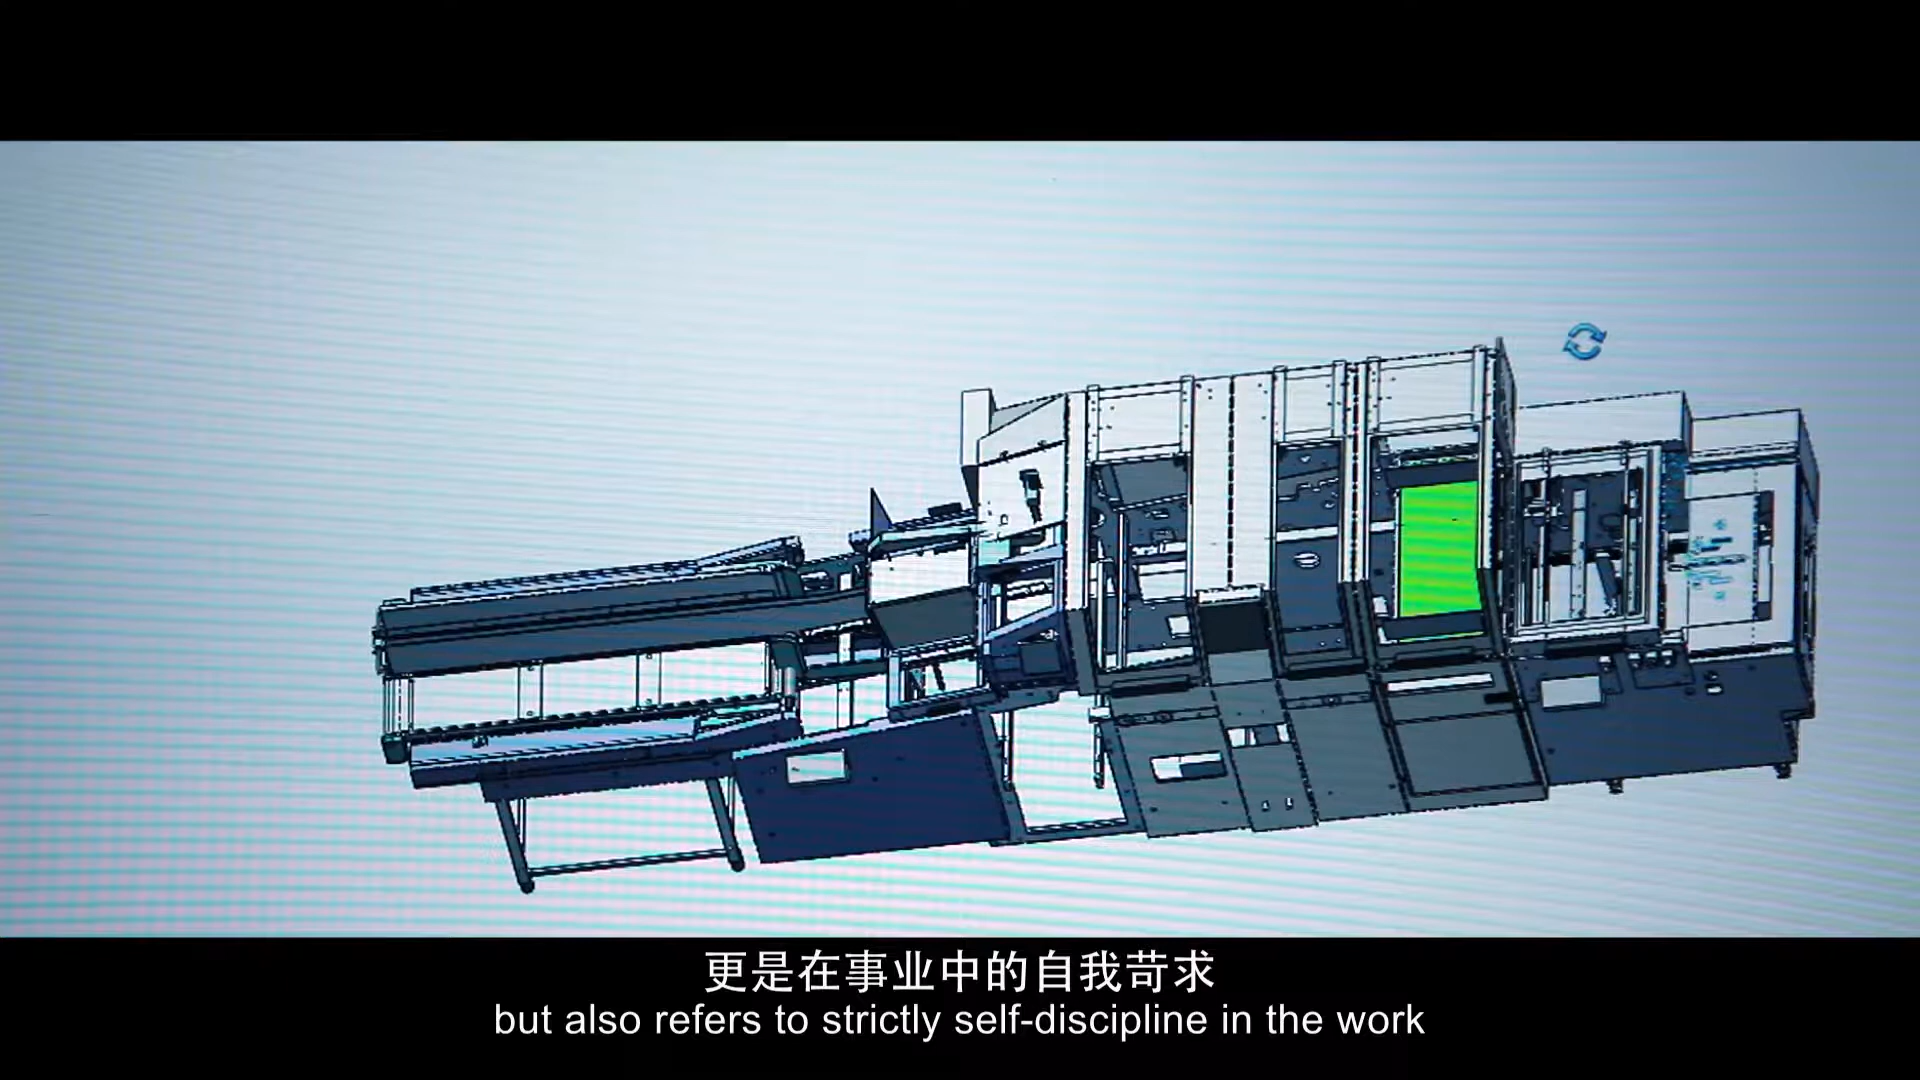 更是在事业中的自我苛求
but also refers to strictly self-discipline in the work